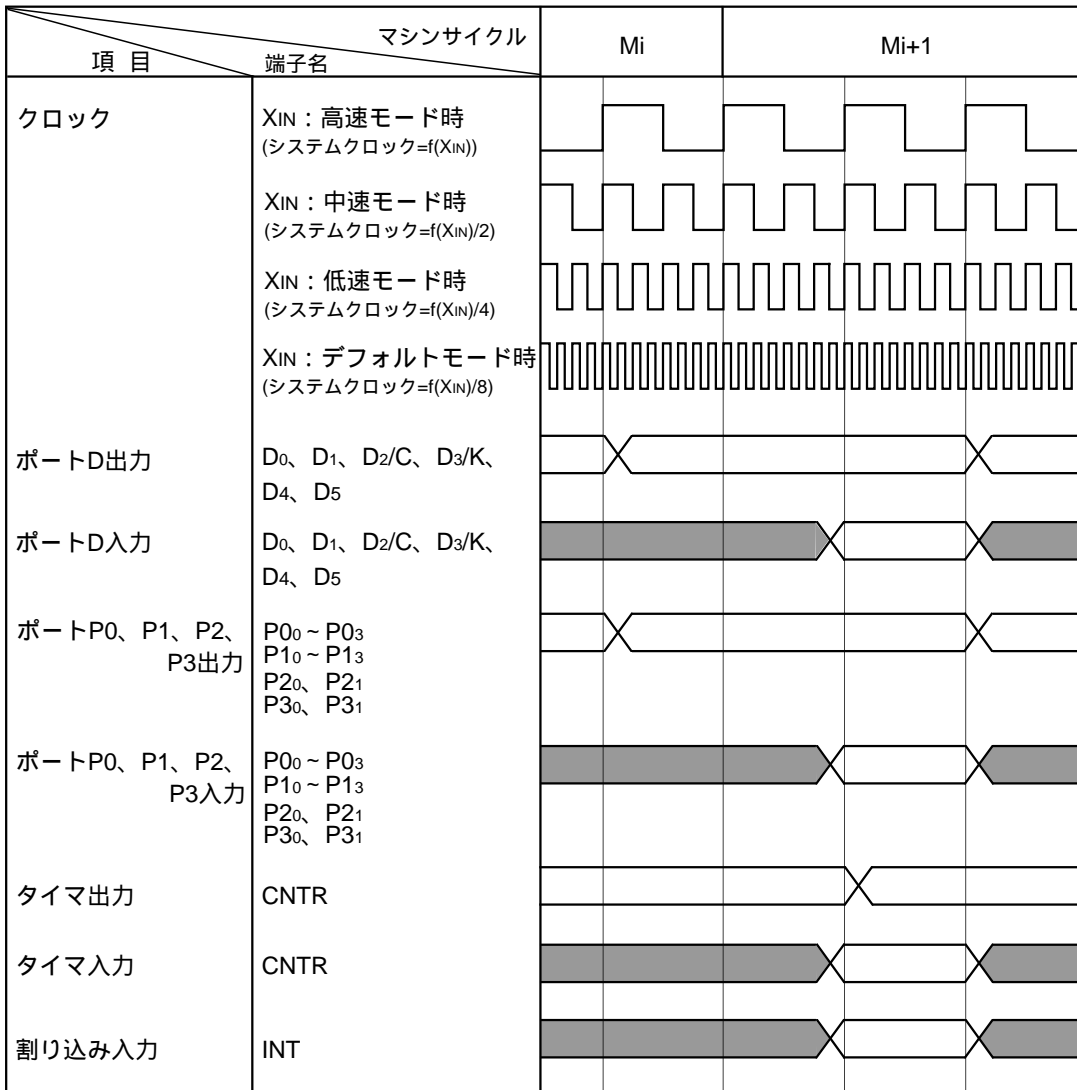 マシンサイクル
項 目
端子名
Mi
Mi+1
クロック
XIN：高速モード時
(システムクロック=f(XIN))
XIN：中速モード時
(システムクロック=f(XIN)/2)
XIN：低速モード時
(システムクロック=f(XIN)/4)
XIN：デフォルトモード時
(システムクロック=f(XIN)/8)
ポートD出力
D0、D1、D2/C、D3/K、
D4、D5
ポートD入力
D0、D1、D2/C、D3/K、
D4、D5
ポートP0、P1、P2、
P3出力
P00 ~ P03
P10 ~ P13
P20、P21
P30、P31
ポートP0、P1、P2、
P3入力
P00 ~ P03
P10 ~ P13
P20、P21
P30、P31
タイマ出力
CNTR
タイマ入力
CNTR
割り込み入力
INT